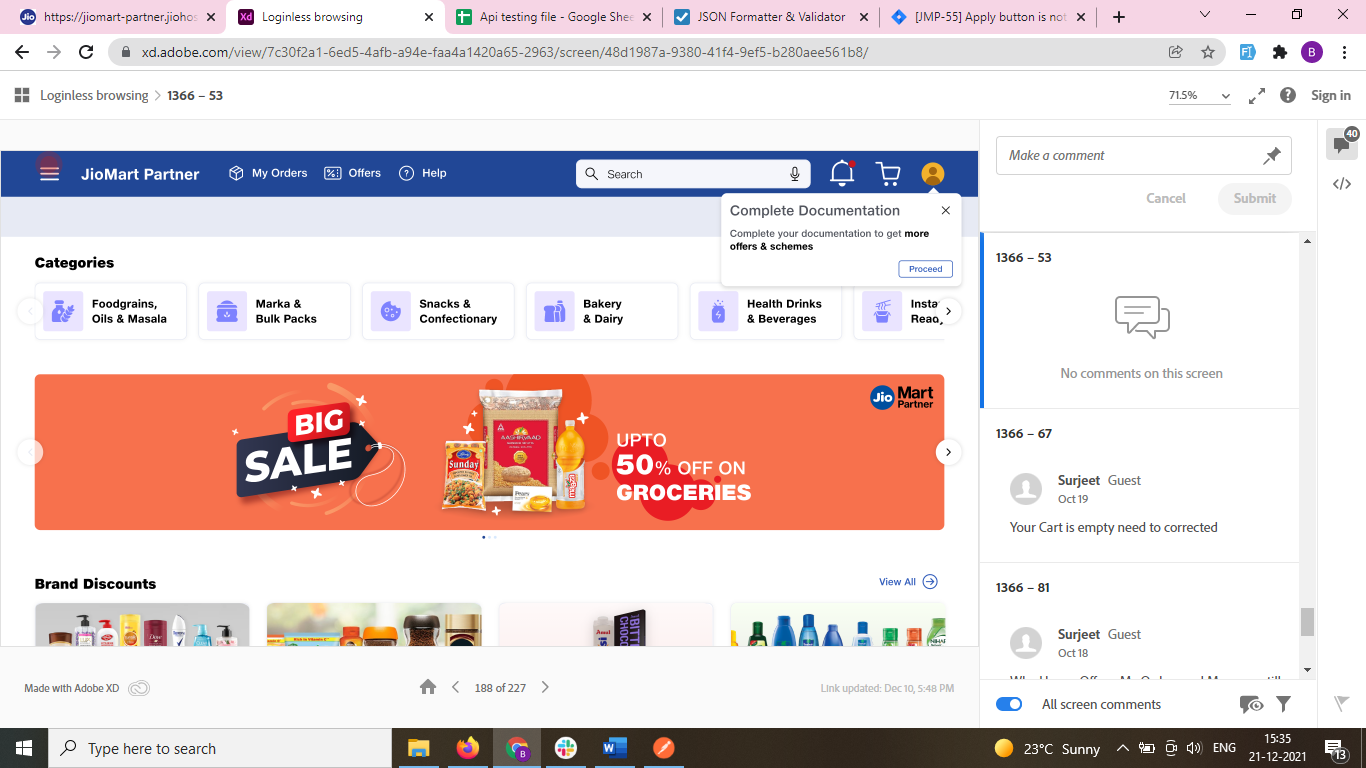 https://jiomart-partner.jiohos
Loginless browsing
Api testing file - Google Shee
JSON Formatter & Validator
[JMP-55] Apply button is not
xd.adobe.com/view/7c30f2a1-6ed5-4afb-a94e-faa4a1420a65-2963/screen/48d1987a-9380-41f4-9ef5-b280aee561b8/
B
Loginless browsing > 1366 – 53
71.5%
Sign in
JioMart Partner
My Orders
Offers
Help
Search
Complete Documentation
Complete your documentation to get more
offers & schemes
Proceed
Categories
Foodgrains,
Oils & Masala
Marka &
Bulk Packs
Snacks &
Confectionary
Bakery
& Dairy
Health Drinks
& Beverages
Insta
Ready
BIG
SALE
Sunday
AASHIRVAAD
UPTO
50% OFF ON
GROCERIES
Jio Mart
Partner
Brand Discounts
View All
Dove
BITT
CHOCO
Made with Adobe XD
188 of 227
Link updated: Dec 10, 5:48 PM
Make a comment
Cancel
Submit
40
1366 – 53
No comments on this screen
1366 – 67
Surjeet Guest
Oct 19
Your Cart is empty need to corrected
1366 – 81
Surjeet Guest
Oct 18
All screen comments
Type here to search
23°C Sunny
ENG
15:35
21-12-2021
13